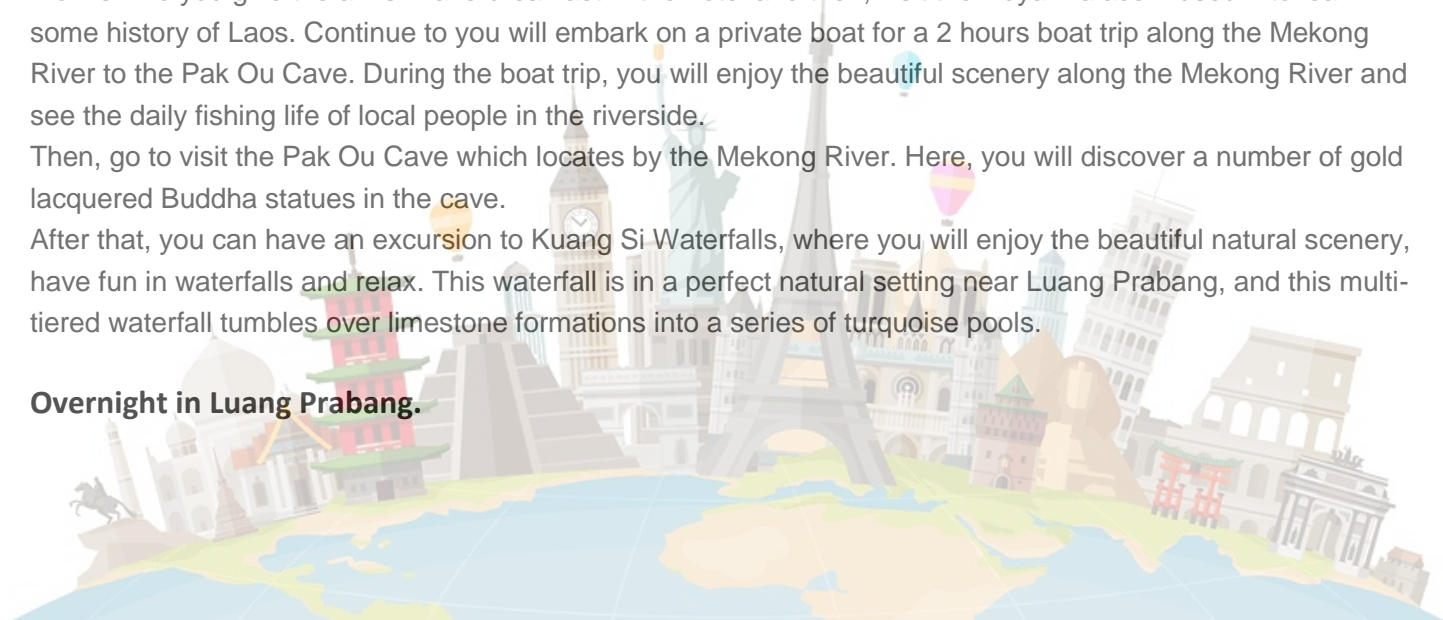 some history of Laos. Continue to you will embark on a private boat for a 2 hours boat trip along the Mekong
River to the Pak Ou Cave. During the boat trip, you will enjoy the beautiful scenery along the Mekong River and
see the daily fishing life of local people in the riverside.
Then, go to visit the Pak Ou Cave which locates by the Mekong River. Here, you will discover a number of gold
lacquered Buddha statues in the cave.
After that, you can have an excursion to Kuang Si Waterfalls, where you will enjoy the beautiful natural scenery,
have fun in waterfalls and relax. This waterfall is in a perfect natural setting near Luang Prabang, and this multi-
tiered waterfall tumbles over limestone formations into a series of turquoise pools.
Overnight in Luang Prabang.